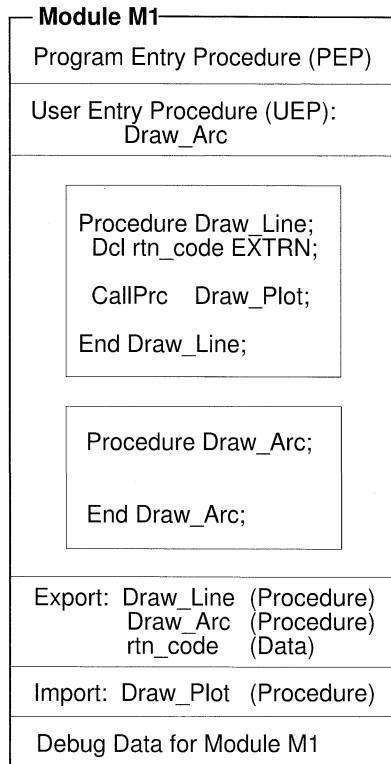 Module M1
Program Entry Procedure (PEP)
User Entry Procedure (UEP):
Draw_Arc
Procedure Draw_Line;
Dcl rtn_code EXTRN;
CallPrc Draw_Plot;
End Draw_Line;
Procedure Draw_Arc;
End Draw_Arc;
Export: Draw_Line (Procedure)
Draw_Arc (Procedure)
rtn_code (Data)
Import: Draw_Plot (Procedure)
Debug Data for Module M1